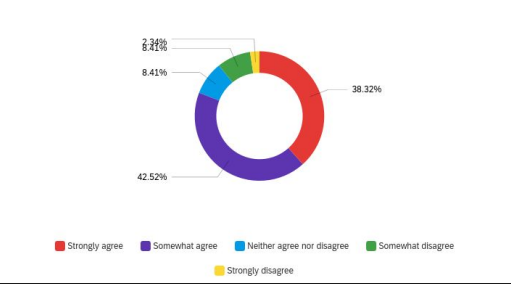 2.34%
8.41%
8.41%
38.32%
42.52%
Strongly agree Somewhat agree Neither agree nor disagree Somewhat disagree
Strongly disagree